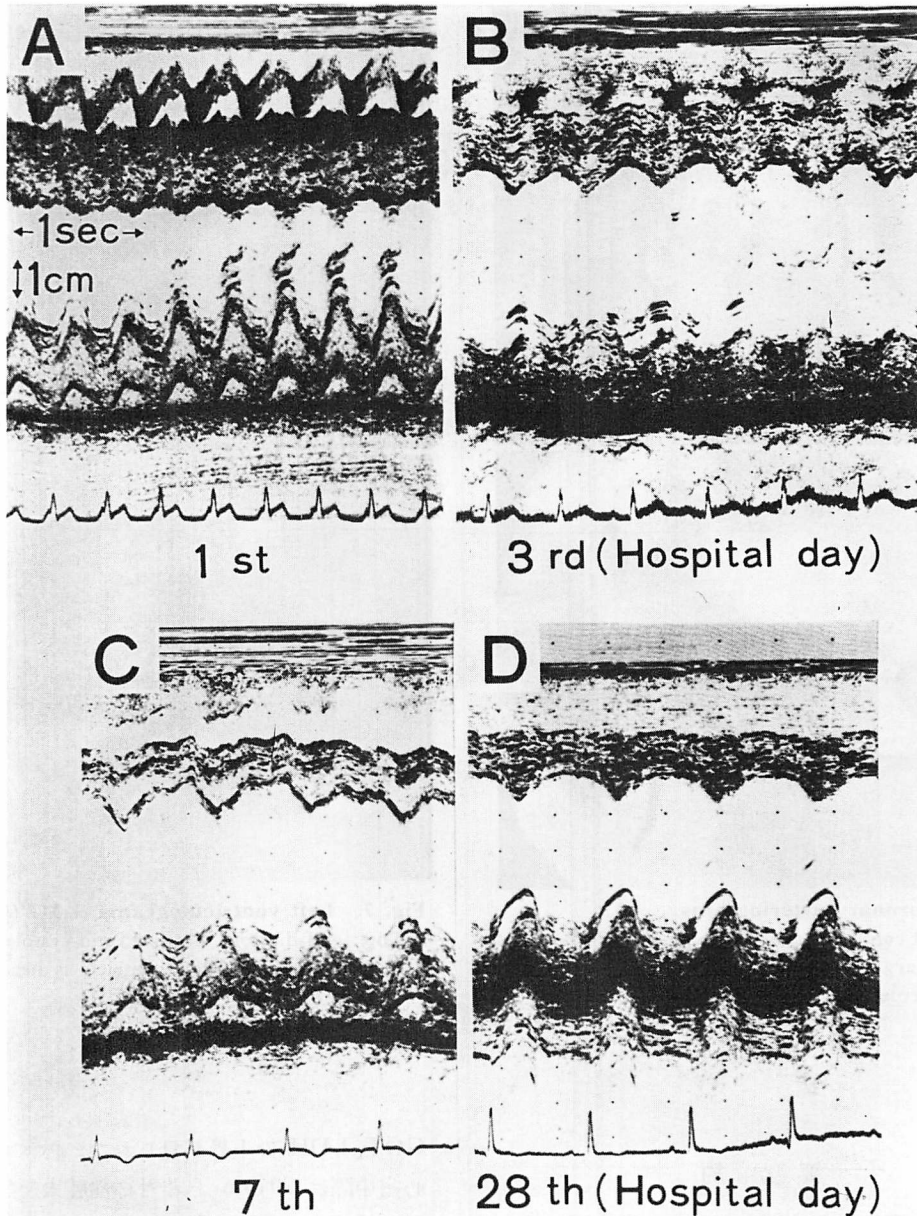 A
B
←1sec→
↕1cm
1 st
3 rd (Hospital day)
C
D
7 th
28 th (Hospital day)